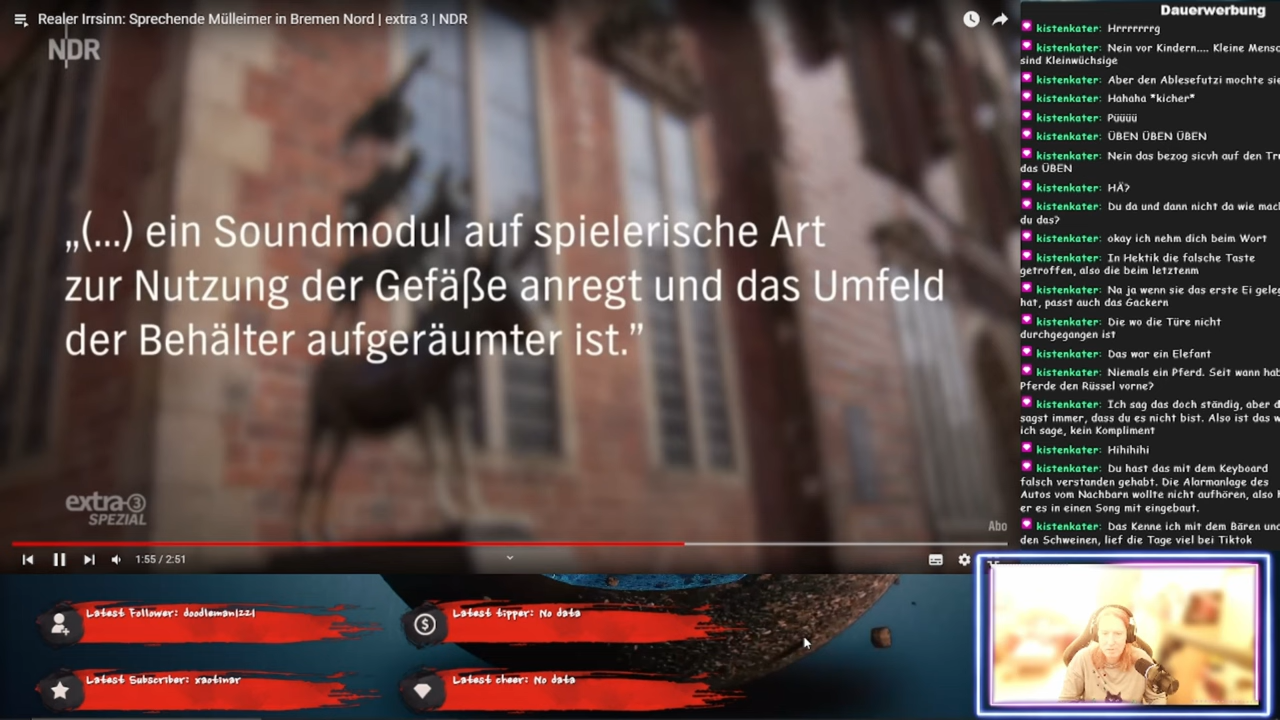 Realer Irrsinn: Sprechende Mülleimer in Bremen Nord | extra 3 | NDR
NDR
„(...) ein Soundmodul auf spielerische Art
zur Nutzung der Gefäße anregt und das Umfeld
der Behälter aufgeräumter ist.”
extra 3
SPEZIAL
Abo
1:55 / 2:51
Dauerwerbung
kistenkater: Hrrrrrrrg
kistenkater: Nein vor Kindern.... Kleine
sind Kleinwüchsige
kistenkater: Aber den Ablesefutzi mochte
kistenkater: Hahaha *kicher*
kistenkater: Püüüü
kistenkater: ÜBEN ÜBEN ÜBEN
kistenkater: Nein das bezog sicvh auf den
das ÜBEN
kistenkater: HÄ?
kistenkater: Du da und dann nicht da wie
du das?
kistenkater: okay ich nehm dich beim Wort
kistenkater: In Hektik die falsche Taste
getroffen, also die beim letztenm
kistenkater: Na ja wenn sie das erste Ei
hat, passt auch das Gackern
kistenkater: Die wo die Türe nicht
durchgegangen ist
kistenkater: Das war ein Elefant
kistenkater: Niemals ein Pferd. Seit wann
Pferde den Rüssel vorne?
kistenkater: Ich sag das doch ständig, aber
sagst immer, dass du es nicht bist. Also ist das
ich sage, kein Kompliment
kistenkater: Hihihihi
kistenkater: Du hast das mit dem Keyboard
falsch verstanden gehabt. Die Alarmanlage des
Autos vom Nachbarn wollte nicht aufhören, also
er es in einen Song mit eingebaut.
kistenkater: Das Kenne ich mit dem Bären
den Schweinen, lief die Tage viel bei Tiktok
Latest Follower: doodleman1221
Latest tipper: No data
Latest Subscriber: xaotinar
Latest cheer: No data